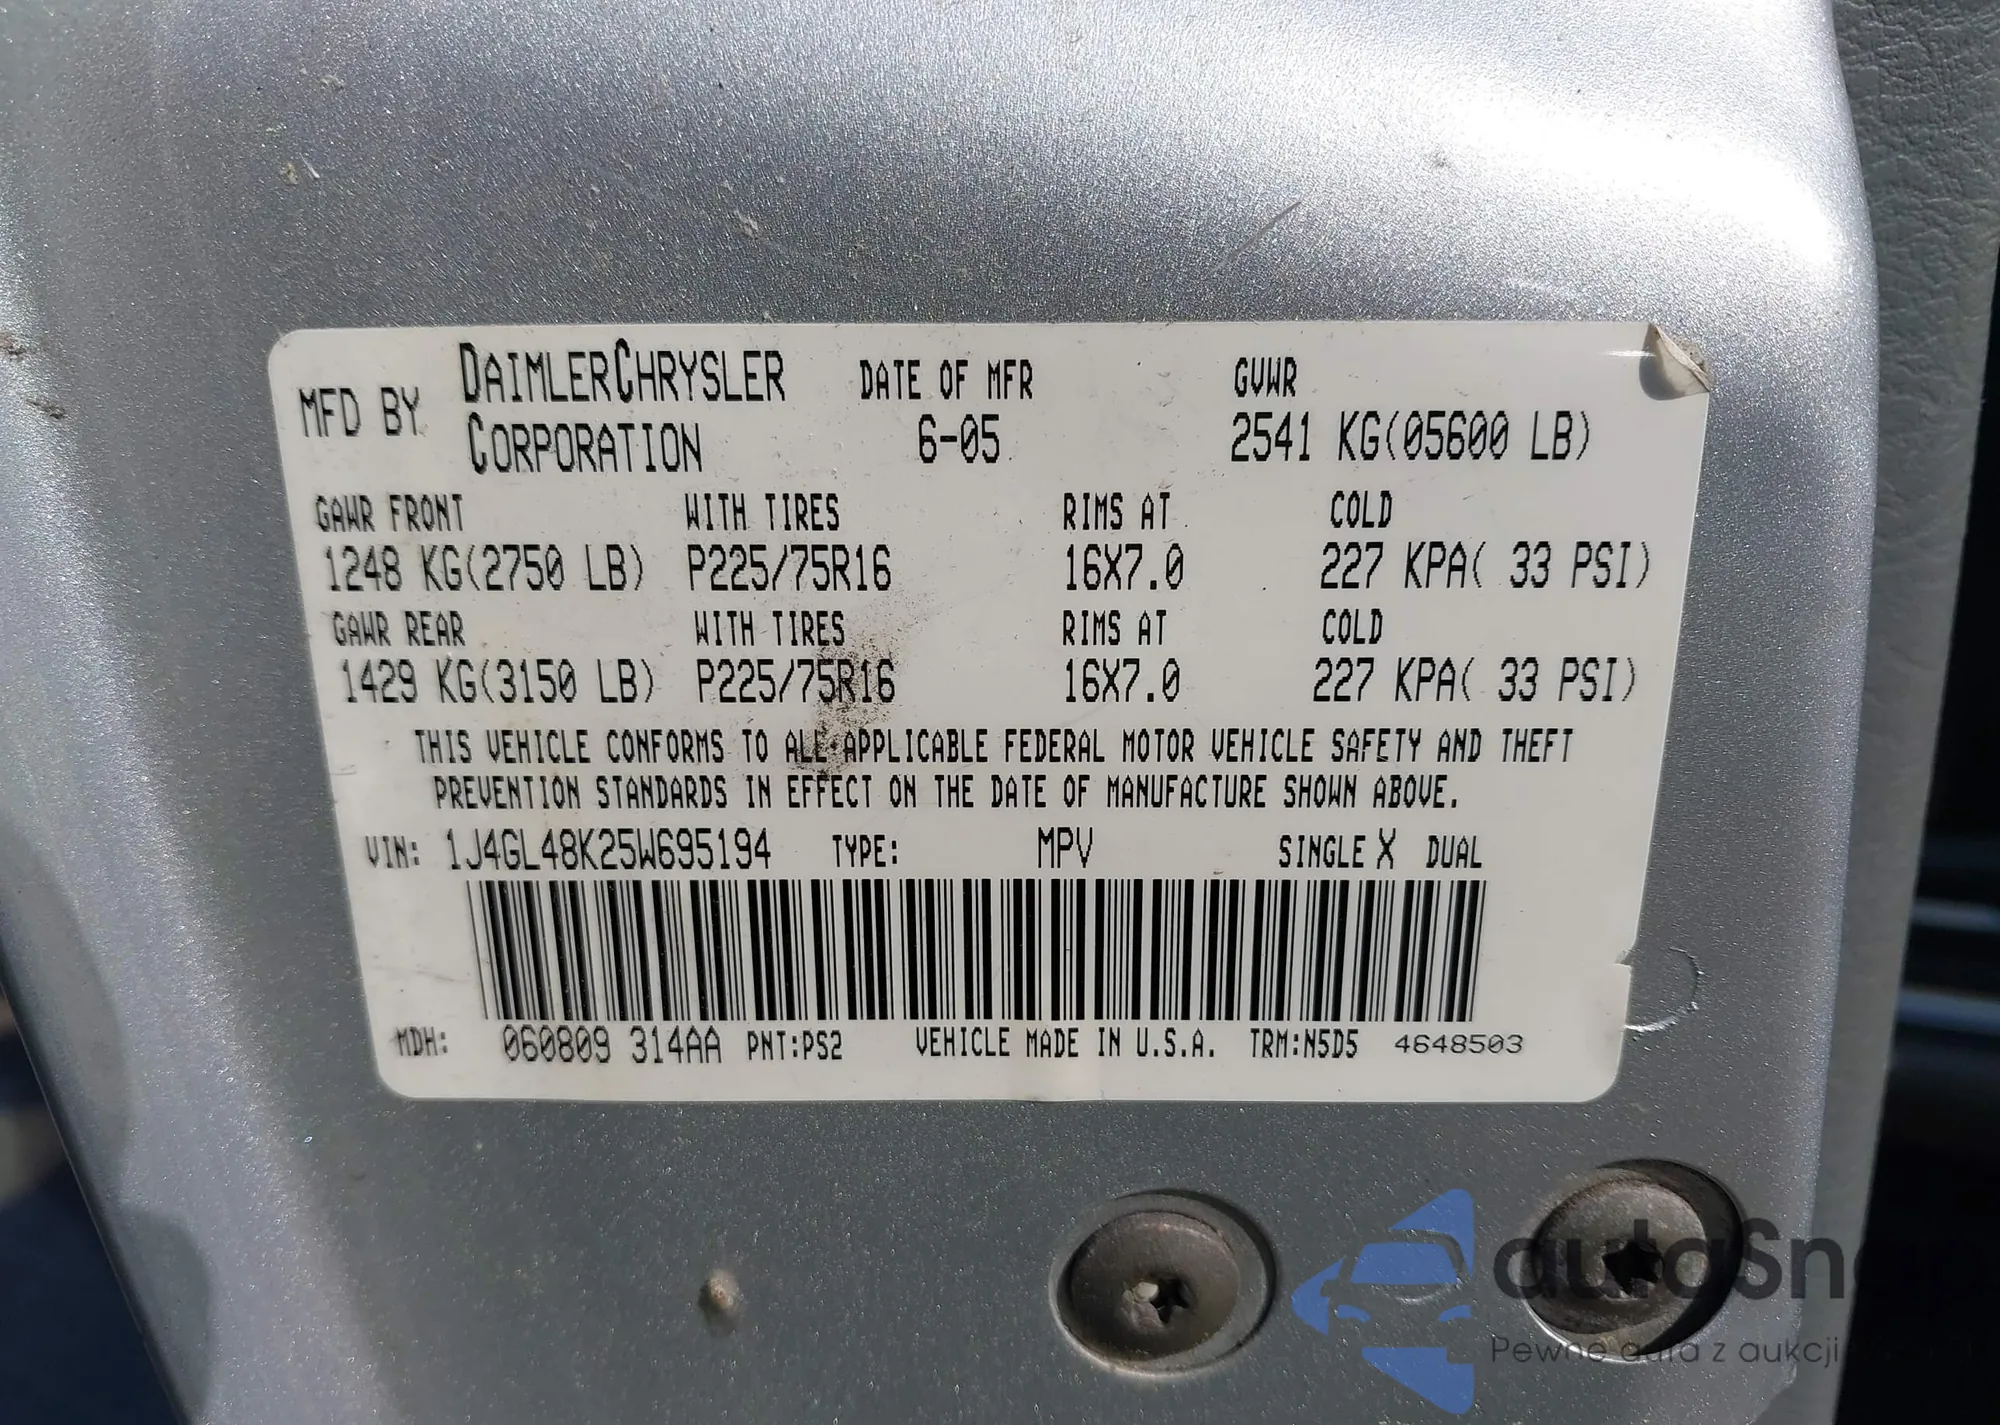 MFD BY DAIMLERCHRYSLER CORPORATION DATE OF MFR 6-05 GVWR 2541 KG(05600 LB)
GAWR FRONT WITH TIRES RIMS AT COLD
1248 KG(2750 LB) P225/75R16 16X7.0 227 KPA( 33 PSI)
GAWR REAR WITH TIRES RIMS AT COLD
1429 KG(3150 LB) P225/75R16 16X7.0 227 KPA( 33 PSI)
THIS VEHICLE CONFORMS TO ALL APPLICABLE FEDERAL MOTOR VEHICLE SAFETY AND THEFT
PREVENTION STANDARDS IN EFFECT ON THE DATE OF MANUFACTURE SHOWN ABOVE.
VIN: 1J4GL48K25W695194 TYPE: MPV SINGLE X DUAL
MDH: 060809 314AA PNT:PS2 VEHICLE MADE IN U.S.A. TRM:N5D5 4648503
autoSna
Pewne auta z aukcji